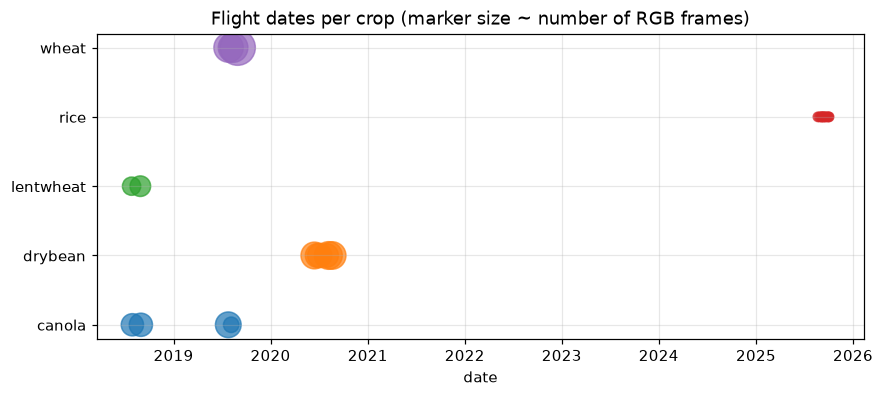 Flight dates per crop (marker size ~ number of RGB frames)
wheat
rice
lentwheat
drybean
canola
2019 2020 2021 2022 2023 2024 2025 2026
date